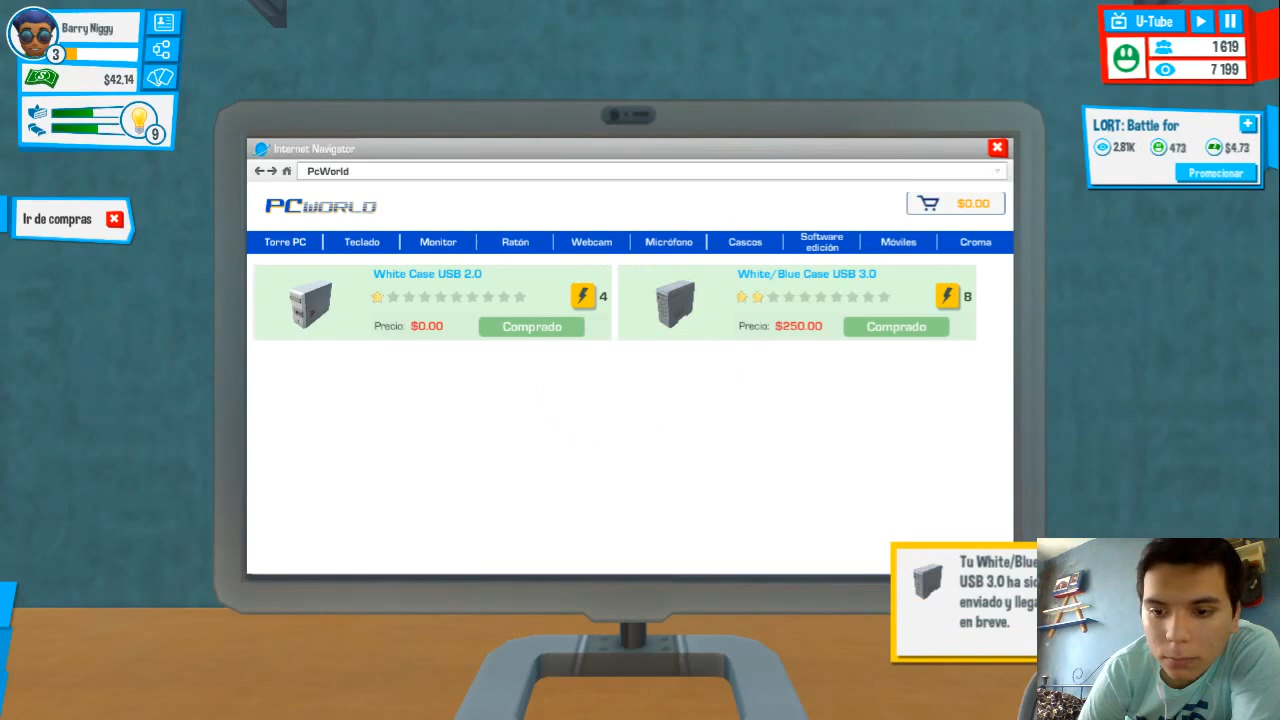 Barry Niggy
3
$42.14
9
U-Tube
1 619
7 199
LORT: Battle for
2.81K 473 $4.73
Promocionar
Ir de compras
Internet Navigator
PcWorld
PCWORLD
$0.00
Torre PC Teclado Monitor Ratón Webcam Micrófono Cascos Software edición Móviles Croma
White Case USB 2.0
4
Precio: $0.00 Comprado
White/Blue Case USB 3.0
8
Precio: $250.00 Comprado
Tu White/Blue
USB 3.0 ha sid
enviado y llega
en breve.